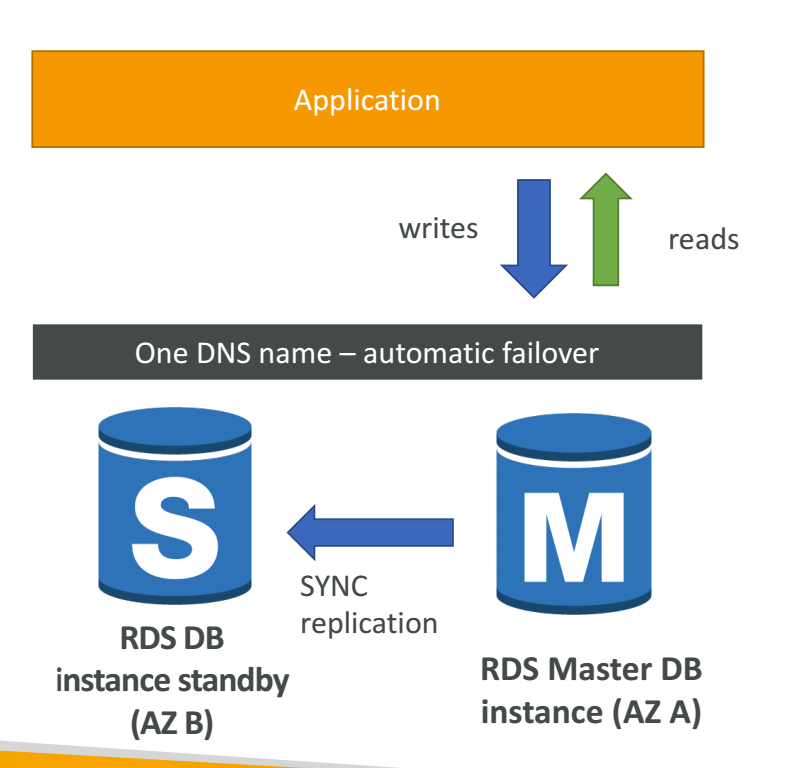 Application
writes
reads
One DNS name – automatic failover
S
M
SYNC
replication
RDS DB
instance standby
(AZ B)
RDS Master DB
instance (AZ A)